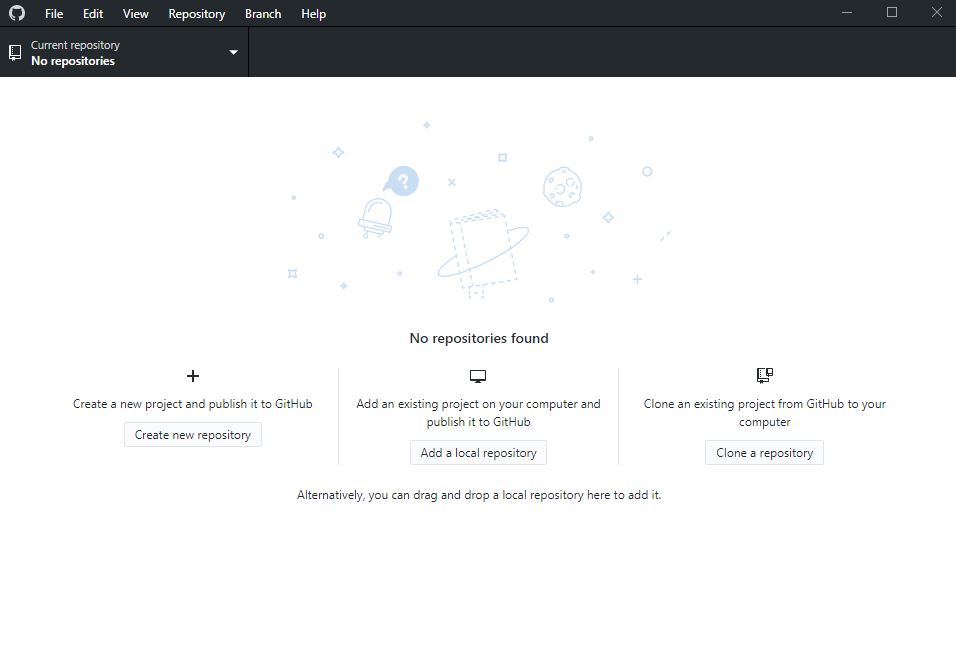 File Edit View Repository Branch Help
Current repository
No repositories
?
No repositories found
Create a new project and publish it to GitHub
Create new repository
Add an existing project on your computer and
publish it to GitHub
Add a local repository
Clone an existing project from GitHub to your
computer
Clone a repository
Alternatively, you can drag and drop a local repository here to add it.